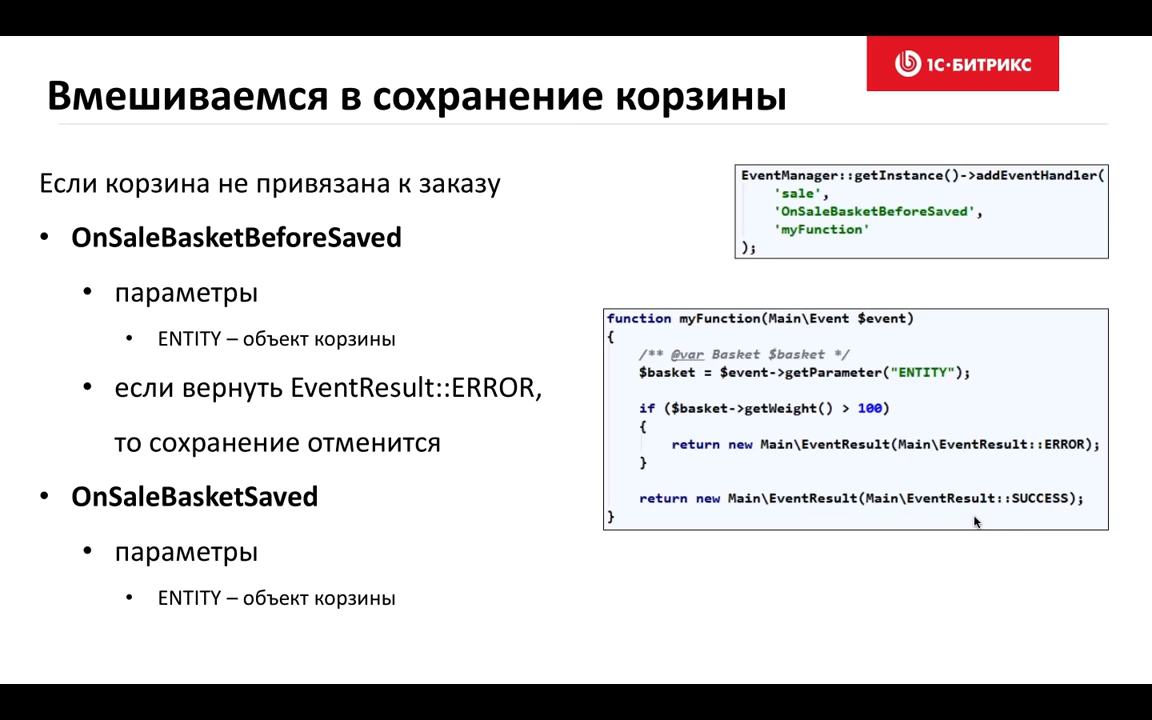 1С·БИТРИКС
Вмешиваемся в сохранение корзины
Если корзина не привязана к заказу
• OnSaleBasketBeforeSaved
• параметры
• ENTITY – объект корзины
• если вернуть EventResult::ERROR,
то сохранение отменится
• OnSaleBasketSaved
• параметры
• ENTITY – объект корзины
EventManager::getInstance()->addEventHandler(
'sale',
'OnSaleBasketBeforeSaved',
'myFunction'
);
function myFunction(Main\Event $event)
{
/** @var Basket $basket */
$basket = $event->getParameter("ENTITY");
if ($basket->getWeight() > 100)
{
return new Main\EventResult(Main\EventResult::ERROR);
}
return new Main\EventResult(Main\EventResult::SUCCESS);
}